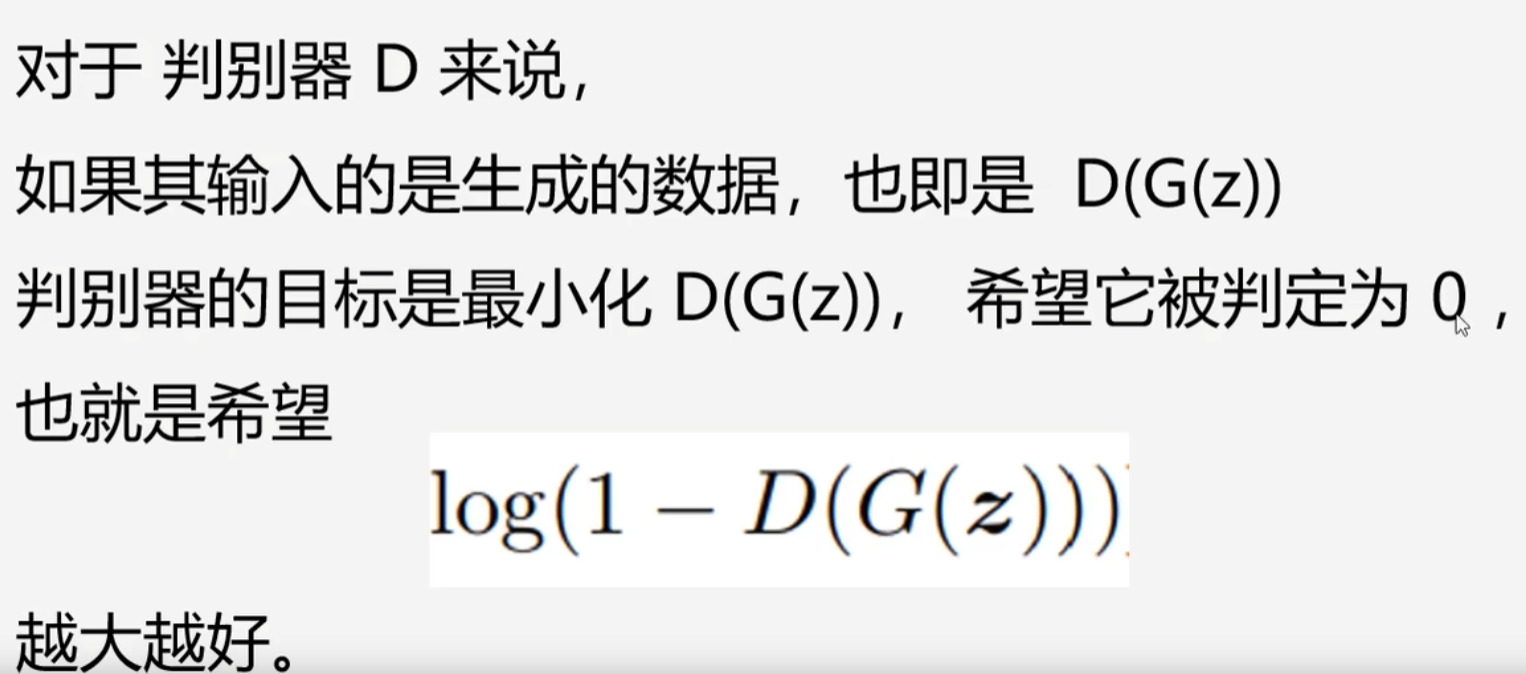 对于 判别器 D 来说，
如果其输入的是生成的数据，也即是 D(G(z))
判别器的目标是最小化 D(G(z))， 希望它被判定为 0 ，
也就是希望
log(1 − D(G(z)))
越大越好。